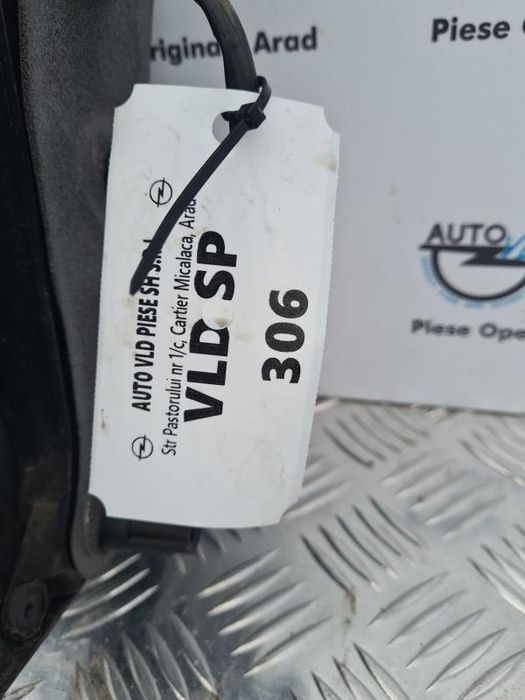 riginal Arad
Piese O
AUTO
Piese Ope
AUTO VLD PIESE SH S.R.L
Str Pastorului nr 1/c, Cartier Micalaca, Arad
VLD SP
306